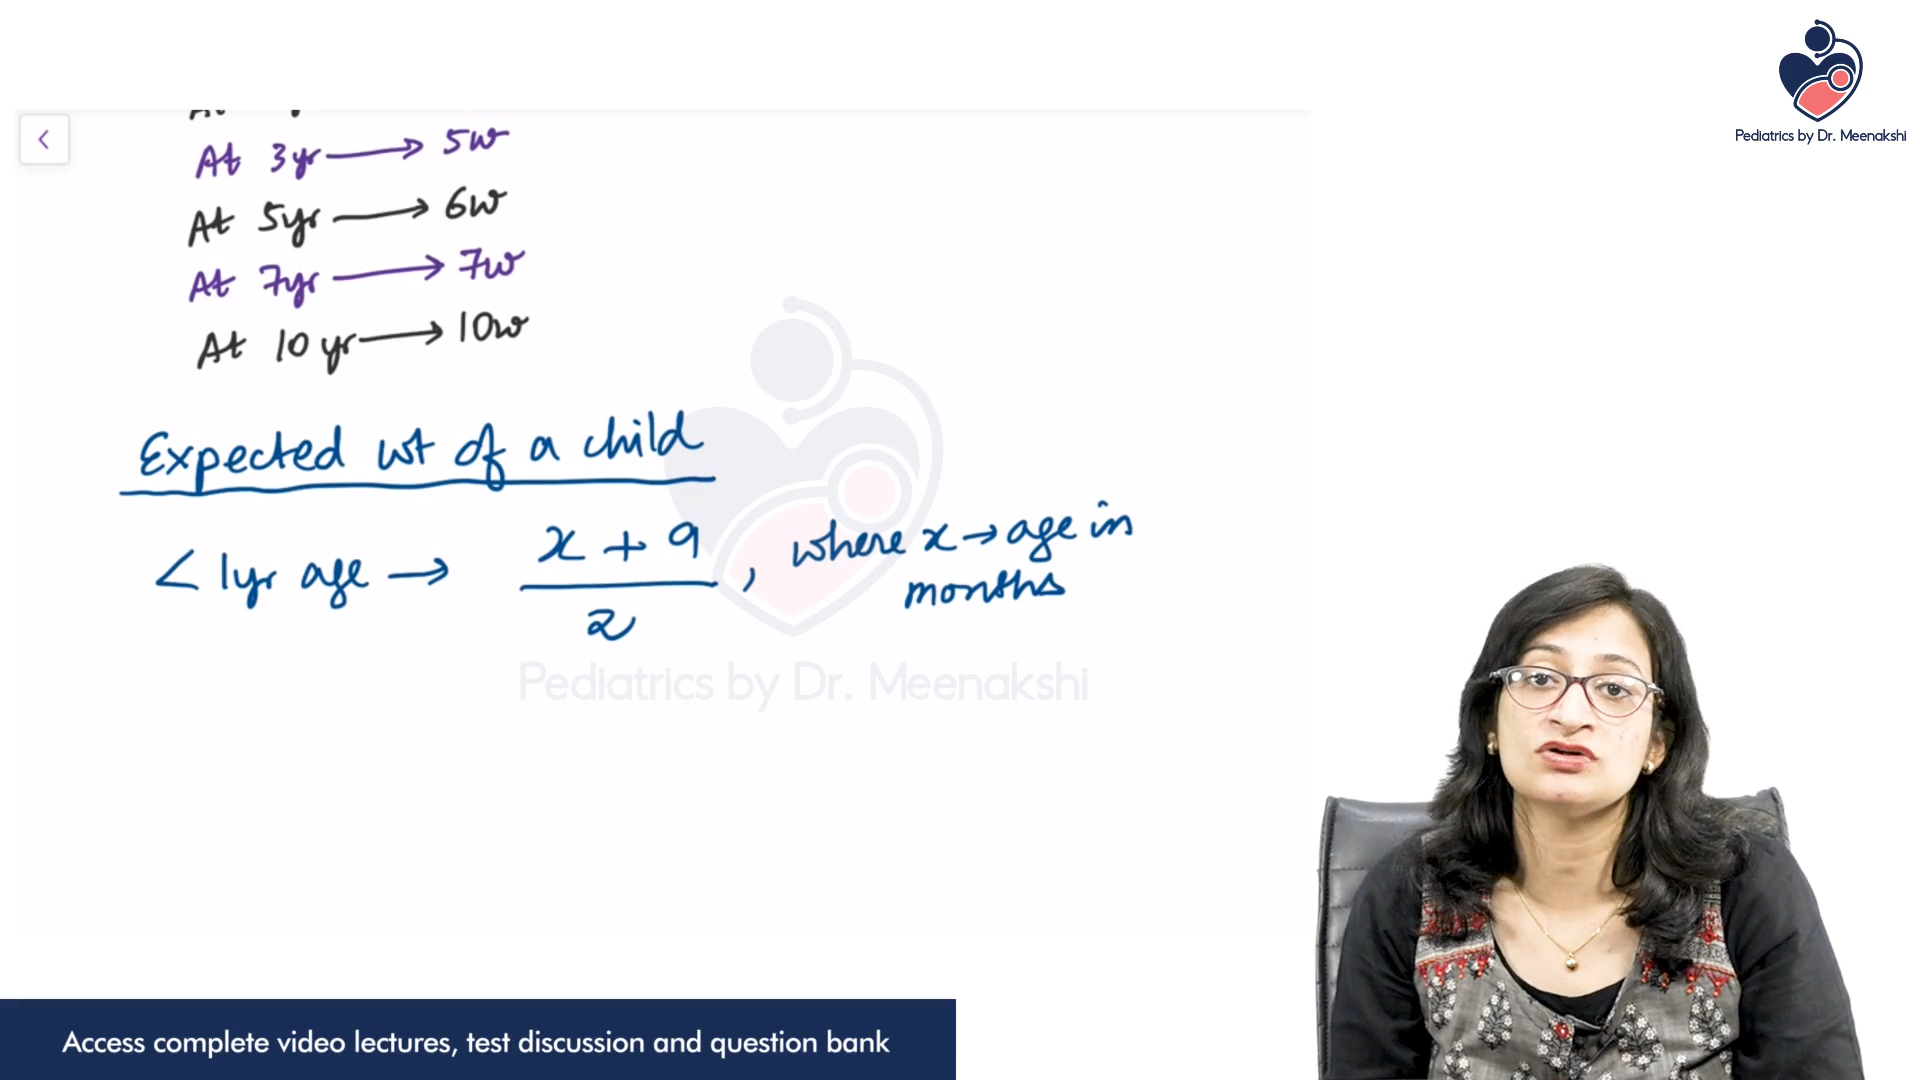 Pediatrics by Dr. Meenakshi
At 3yr → 5w
At 5yr → 6w
At 7yr → 7w
At 10 yr → 10w
Expected wt of a child
< 1yr age → x + 9 / 2 , where x → age in
months
Pediatrics by Dr. Meenakshi
Access complete video lectures, test discussion and question bank